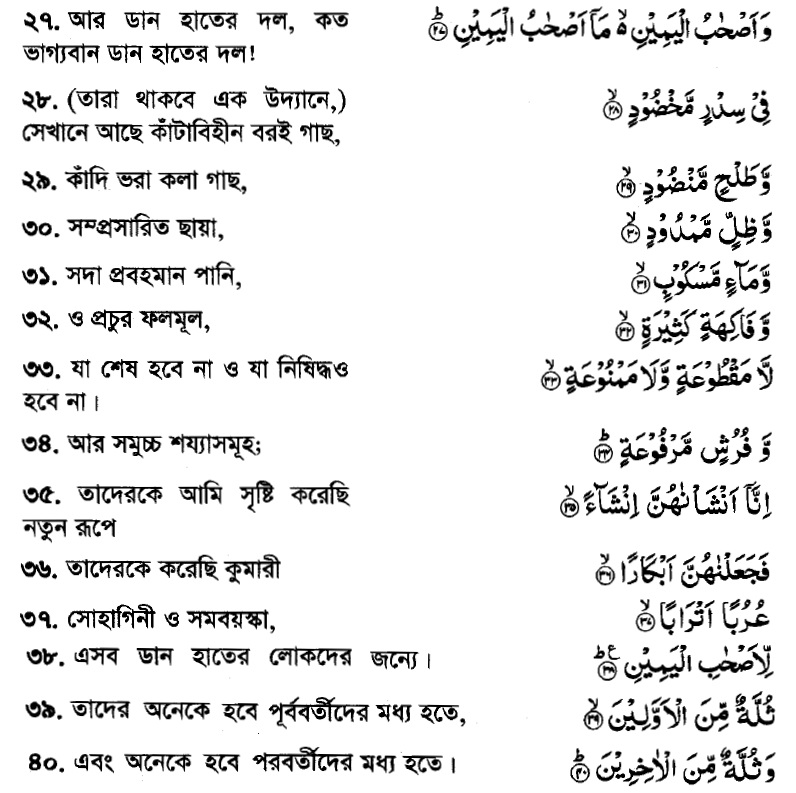 ২৭. আর ডান হাতের দল, কত
ভাগ্যবান ডান হাতের দল!
وَاَصْحٰبُ الْيَمِيْنِ ۙ مَاۤ اَصْحٰبُ الْيَمِيْنِ ؕ ﴿۲۷﴾
২৮. (তারা থাকবে এক উদ্যানে,)
সেখানে আছে কাঁটাবিহীন বরই গাছ,
فِيْ سِدْرٍ مَّخْضُوْدٍ ۙ ﴿۲۸﴾
২৯. কাঁদি ভরা কলা গাছ,
وَّطَلْحٍ مَّنْضُوْدٍ ۙ ﴿۲۹﴾
৩০. সম্প্রসারিত ছায়া,
وَّظِلٍّ مَّمْدُوْدٍ ۙ ﴿۳۰﴾
৩১. সদা প্রবহমান পানি,
وَّمَآءٍ مَّسْكُوْبٍ ۙ ﴿۳۱﴾
৩২. ও প্রচুর ফলমূল,
وَّفَاكِهَةٍ كَثِيْرَةٍ ۙ ﴿۳۲﴾
৩৩. যা শেষ হবে না ও যা নিষিদ্ধও
হবে না।
لَّا مَقْطُوْعَةٍ وَّلَا مَمْنُوْعَةٍ ۙ ﴿۳۳﴾
৩৪. আর সমুচ্চ শয্যাসমূহ;
وَّ فُرُشٍ مَّرْفُوْعَةٍ ؕ ﴿۳۴﴾
৩৫. তাদেরকে আমি সৃষ্টি করেছি
নতুন রূপে
اِنَّاۤ اَنْشَاْنٰهُنَّ اِنْشَآءً ۙ ﴿۳۵﴾
৩৬. তাদেরকে করেছি কুমারী
فَجَعَلْنٰهُنَّ اَبْكَارًا ۙ ﴿۳۶﴾
৩৭. সোহাগিনী ও সমবয়স্কা,
عُرُبًا اَتْرَابًا ۙ ﴿۳۷﴾
৩৮. এসব ডান হাতের লোকদের জন্যে।
لِّاَصْحٰبِ الْيَمِيْنِ ؕع ﴿۳۸﴾
৩৯. তাদের অনেকে হবে পূর্ববর্তীদের মধ্য হতে,
ثُلَّةٌ مِّنَ الْاَوَّلِيْنَ ۙ ﴿۳۹﴾
৪০. এবং অনেকে হবে পরবর্তীদের মধ্য হতে।
وَثُلَّةٌ مِّنَ الْاٰخِرِيْنَ ؕ ﴿۴۰﴾